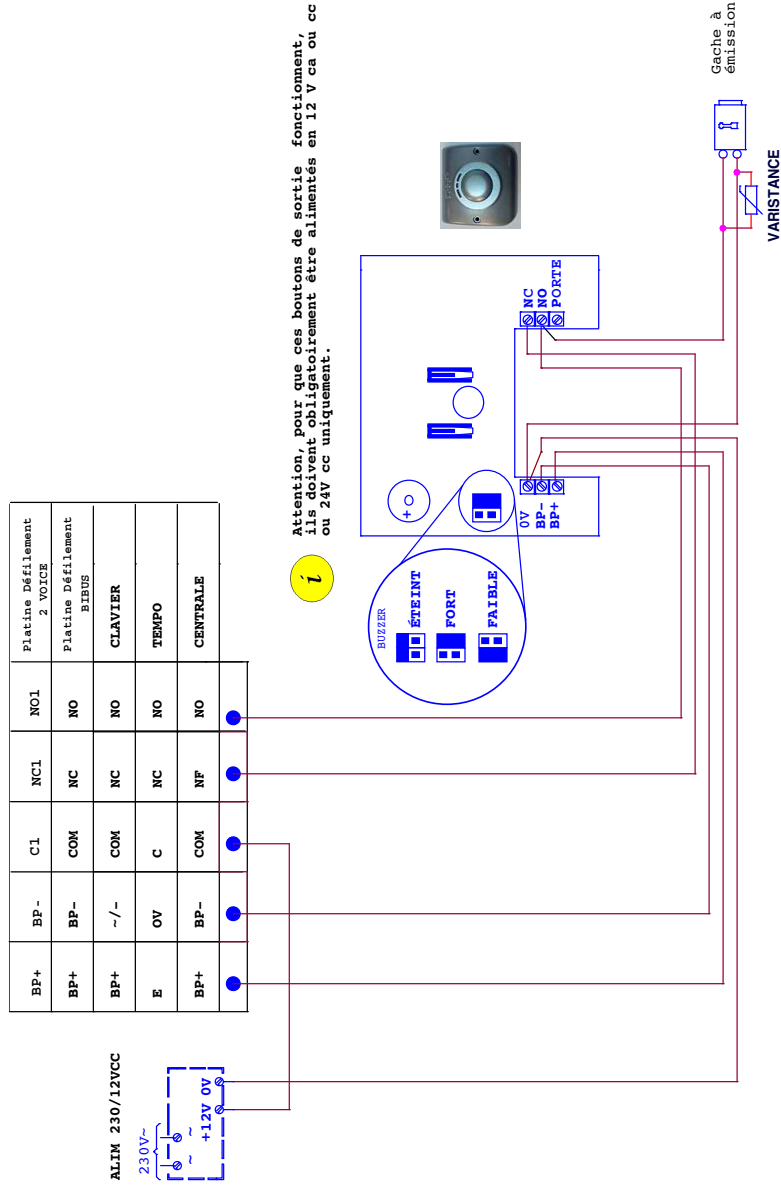 ALIM 230/12VCC
230V~
~ ~
+12V 0V
BP+ BP- C1 NC1 NO1 Platine Défilement
2 VOICE
BP+ BP- COM NC NO Platine Défilement
BIBUS
BP+ ~/- COM NC NO CLAVIER
E OV C NC NO TEMPO
BP+ BP- COM NF NO CENTRALE
i
Attention, pour que ces boutons de sortie fonctionnent,
ils doivent obligatoirement être alimentés en 12 V ca ou cc
ou 24V cc uniquement.
BUZZER
ÉTEINT
FORT
FAIBLE
+
0V
BP-
BP+
NC
NO
PORTE
Gache à
émission
VARISTANCE